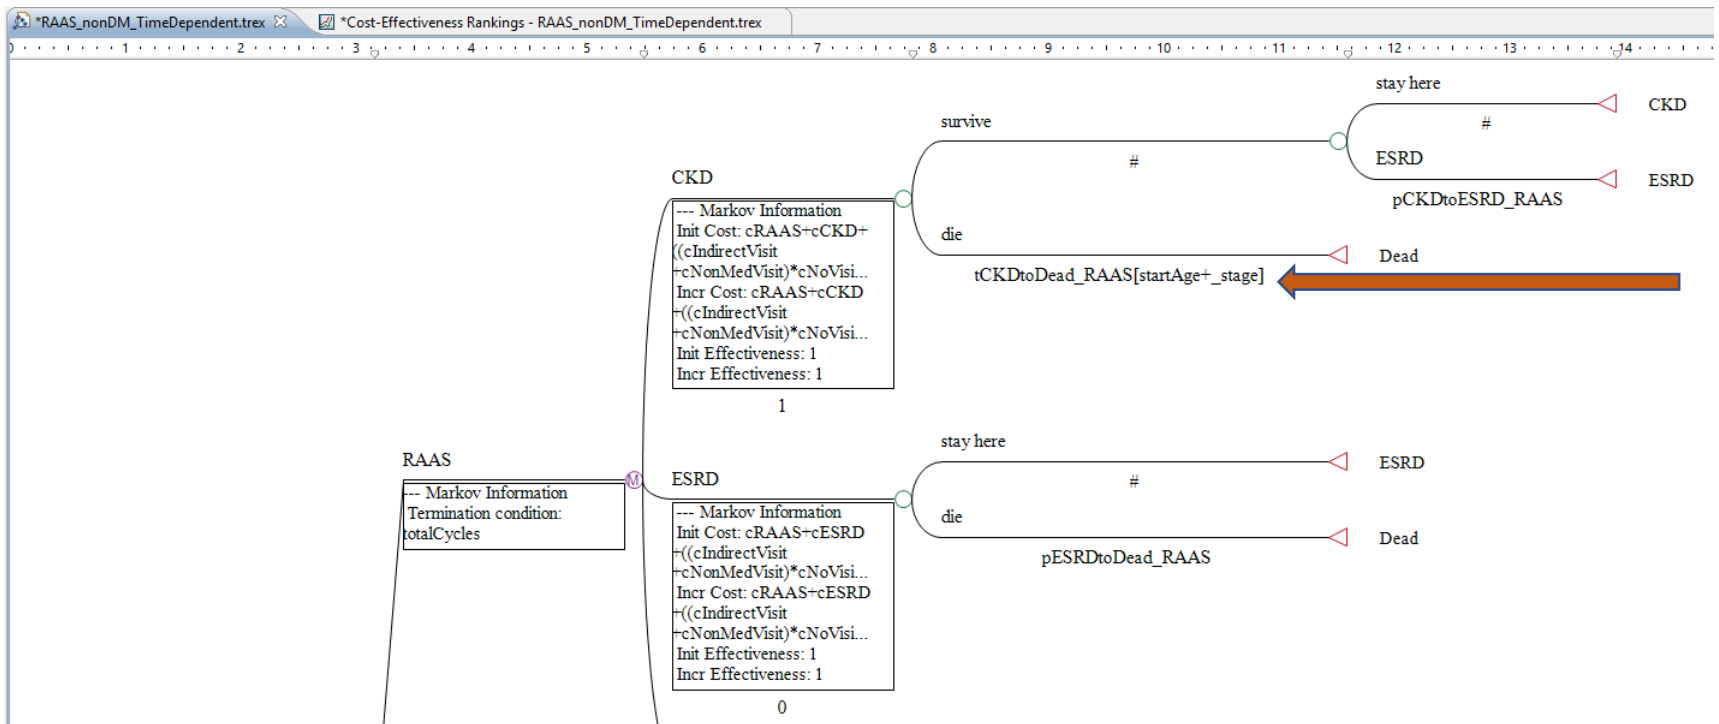 *RAAS_nonDM_TimeDependent.trex
*Cost-Effectiveness Rankings - RAAS_nonDM_TimeDependent.trex
0 1 2 3 4 5 6 7 8 9 10 11 12 13 14
stay here
CKD
#
survive
#
ESRD
ESRD
pCKDtoESRD_RAAS
CKD
--- Markov Information
Init Cost: cRAAS+cCKD+
((cIndirectVisit
+cNonMedVisit)*cNoVisi...
Incr Cost: cRAAS+cCKD
+((cIndirectVisit
+cNonMedVisit)*cNoVisi...
Init Effectiveness: 1
Incr Effectiveness: 1
1
die
Dead
tCKDtoDead_RAAS[startAge+_stage]
RAAS
--- Markov Information
Termination condition:
totalCycles
M
ESRD
--- Markov Information
Init Cost: cRAAS+cESRD
+((cIndirectVisit
+cNonMedVisit)*cNoVisi...
Incr Cost: cRAAS+cESRD
+((cIndirectVisit
+cNonMedVisit)*cNoVisi...
Init Effectiveness: 1
Incr Effectiveness: 1
0
stay here
ESRD
#
die
Dead
pESRDtoDead_RAAS